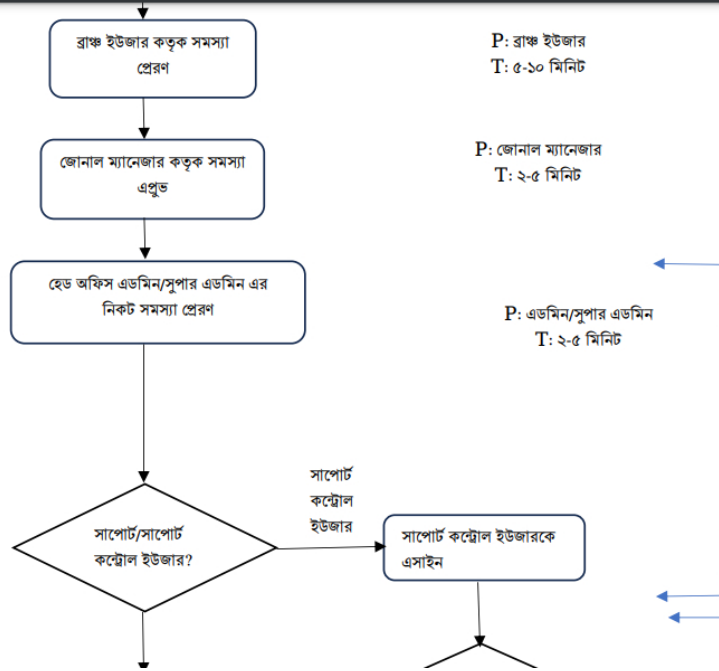 ব্রাঞ্চ ইউজার কতৃক সমস্যা
প্রেরণ
P: ব্রাঞ্চ ইউজার
T: ৫-১০ মিনিট
জোনাল ম্যানেজার কতৃক সমস্যা
এপ্রুভ
P: জোনাল ম্যানেজার
T: ২-৫ মিনিট
হেড অফিস এডমিন/সুপার এডমিন এর
নিকট সমস্যা প্রেরণ
P: এডমিন/সুপার এডমিন
T: ২-৫ মিনিট
সাপোর্ট
কন্ট্রোল
ইউজার
সাপোর্ট/সাপোর্ট
কন্ট্রোল ইউজার?
সাপোর্ট কন্ট্রোল ইউজারকে
এসাইন